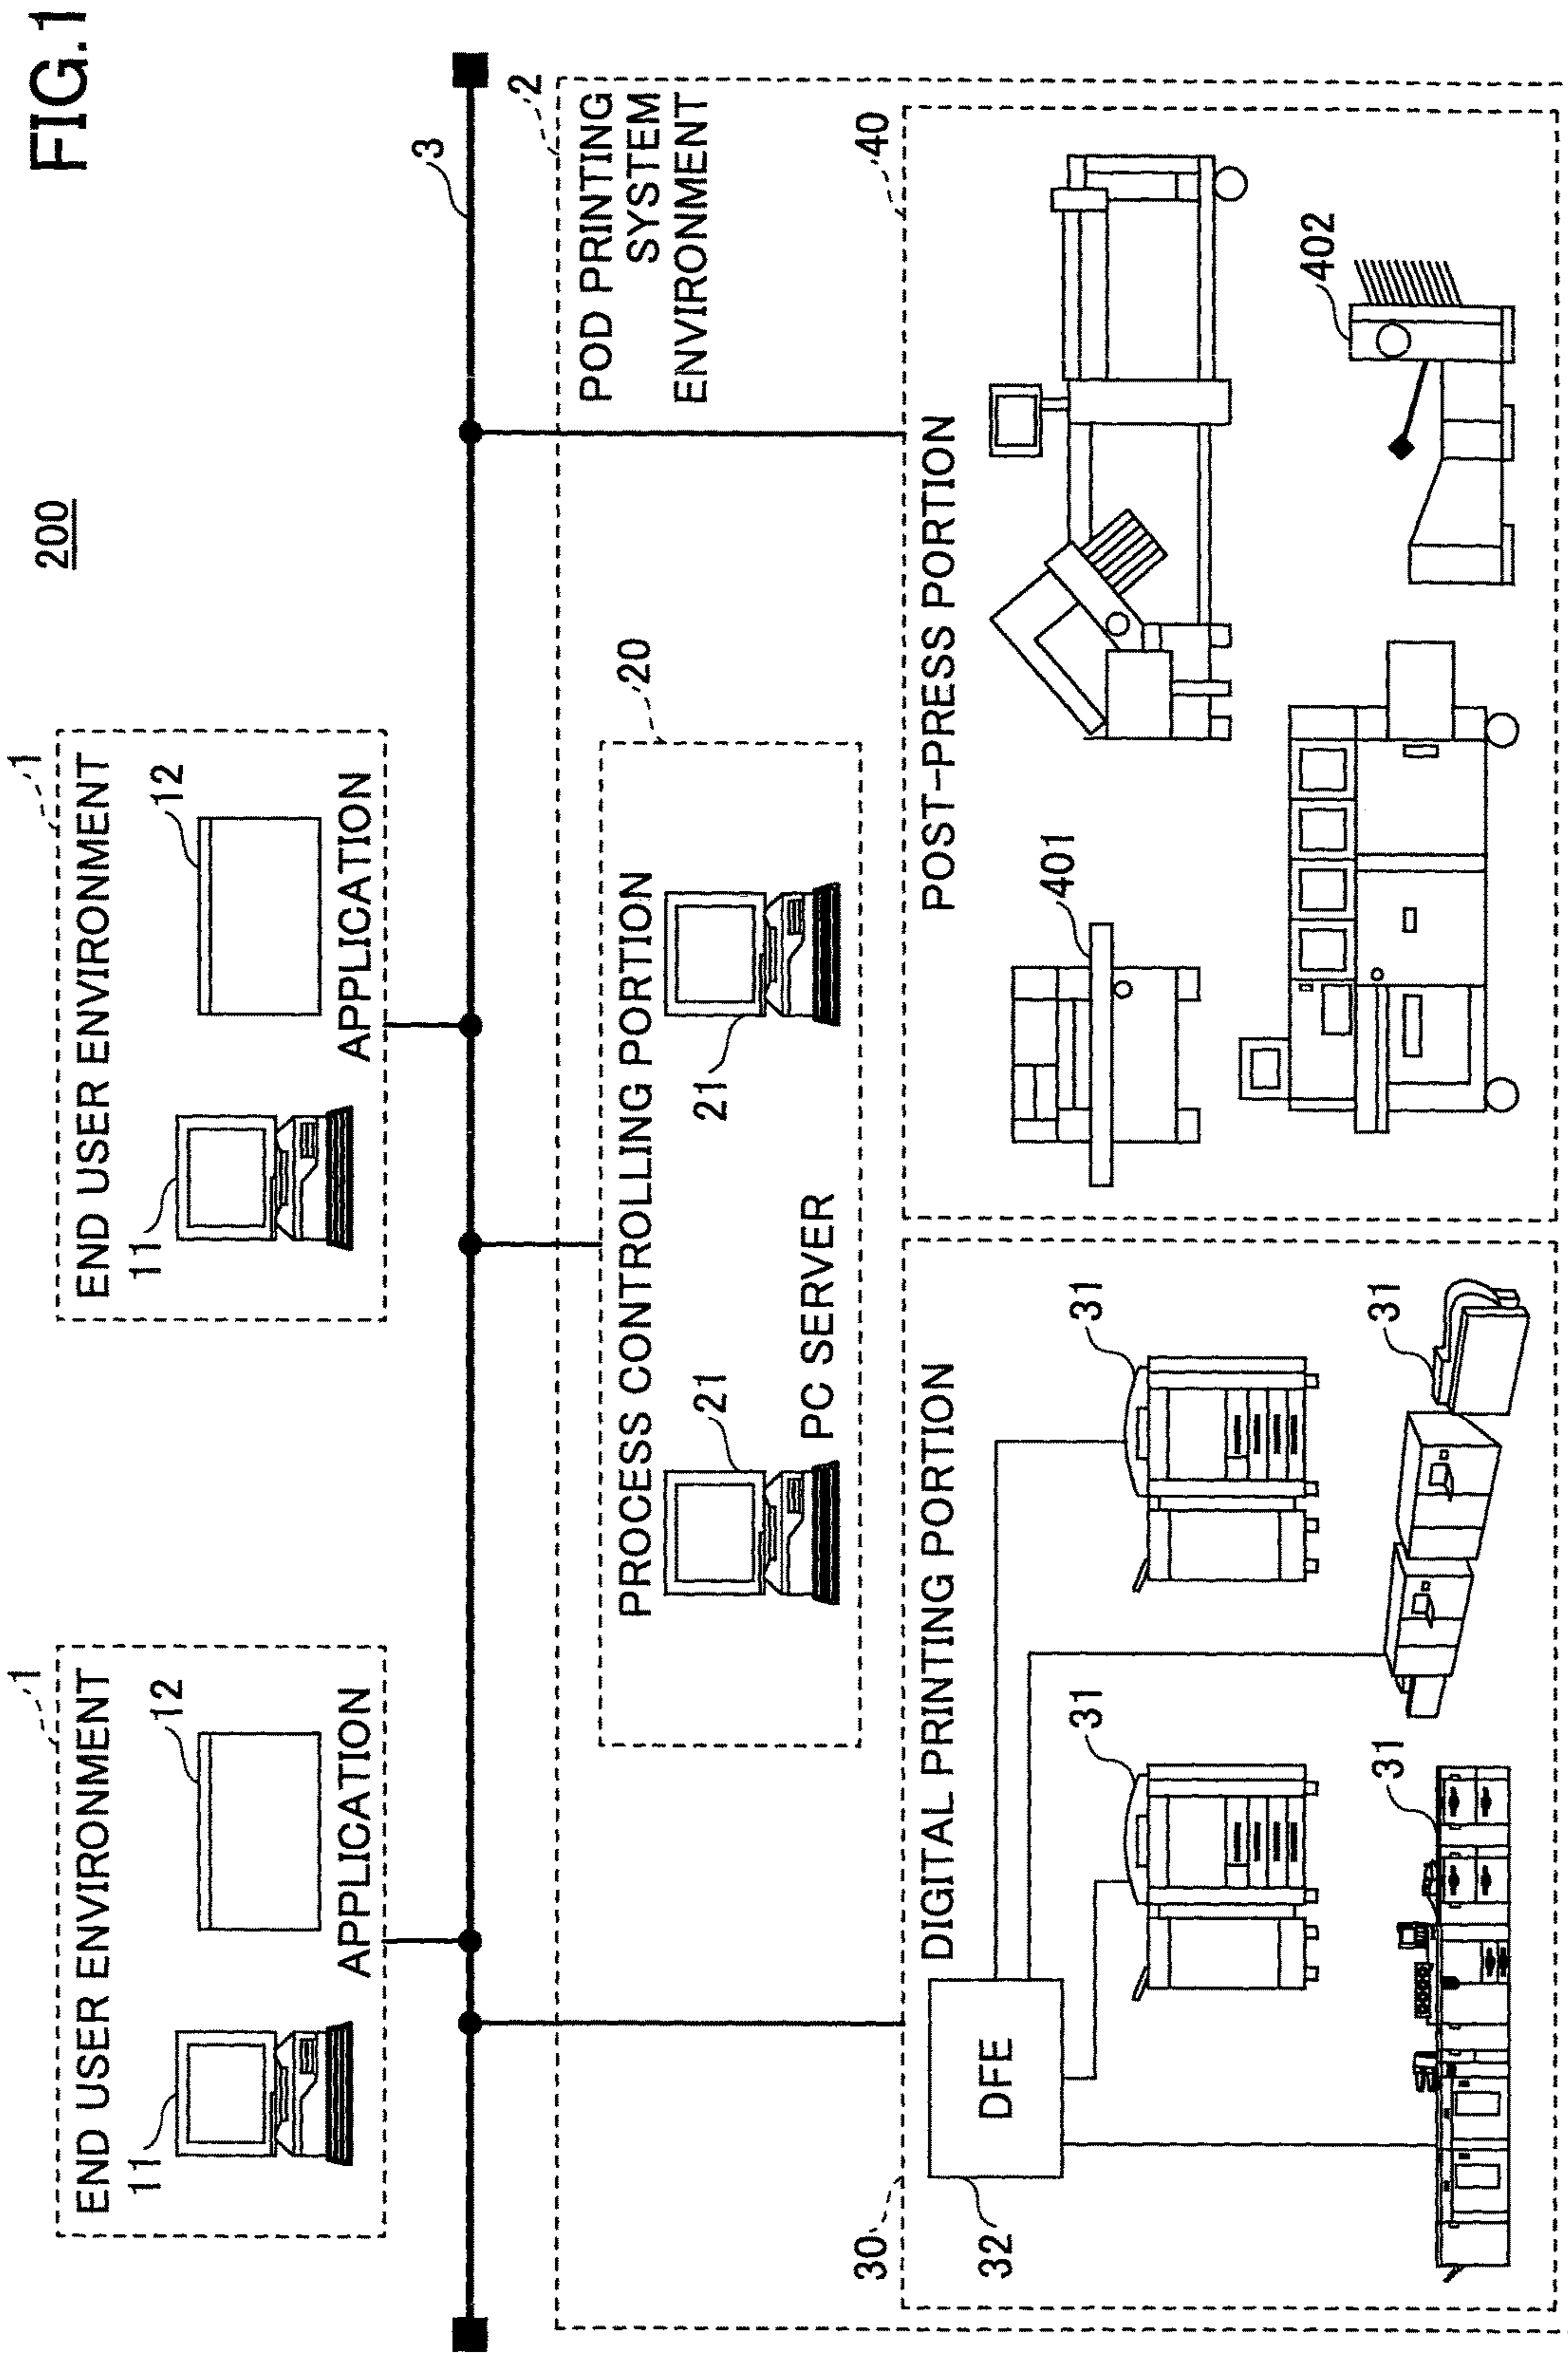 FIG.1
200
1
END USER ENVIRONMENT
11
12
APPLICATION
1
END USER ENVIRONMENT
11
12
APPLICATION
3
2
POD PRINTING
SYSTEM
ENVIRONMENT
20
PROCESS CONTROLLING PORTION
21
21
PC SERVER
30
DIGITAL PRINTING PORTION
32
DFE
31
31
31
31
40
POST-PRESS PORTION
401
402